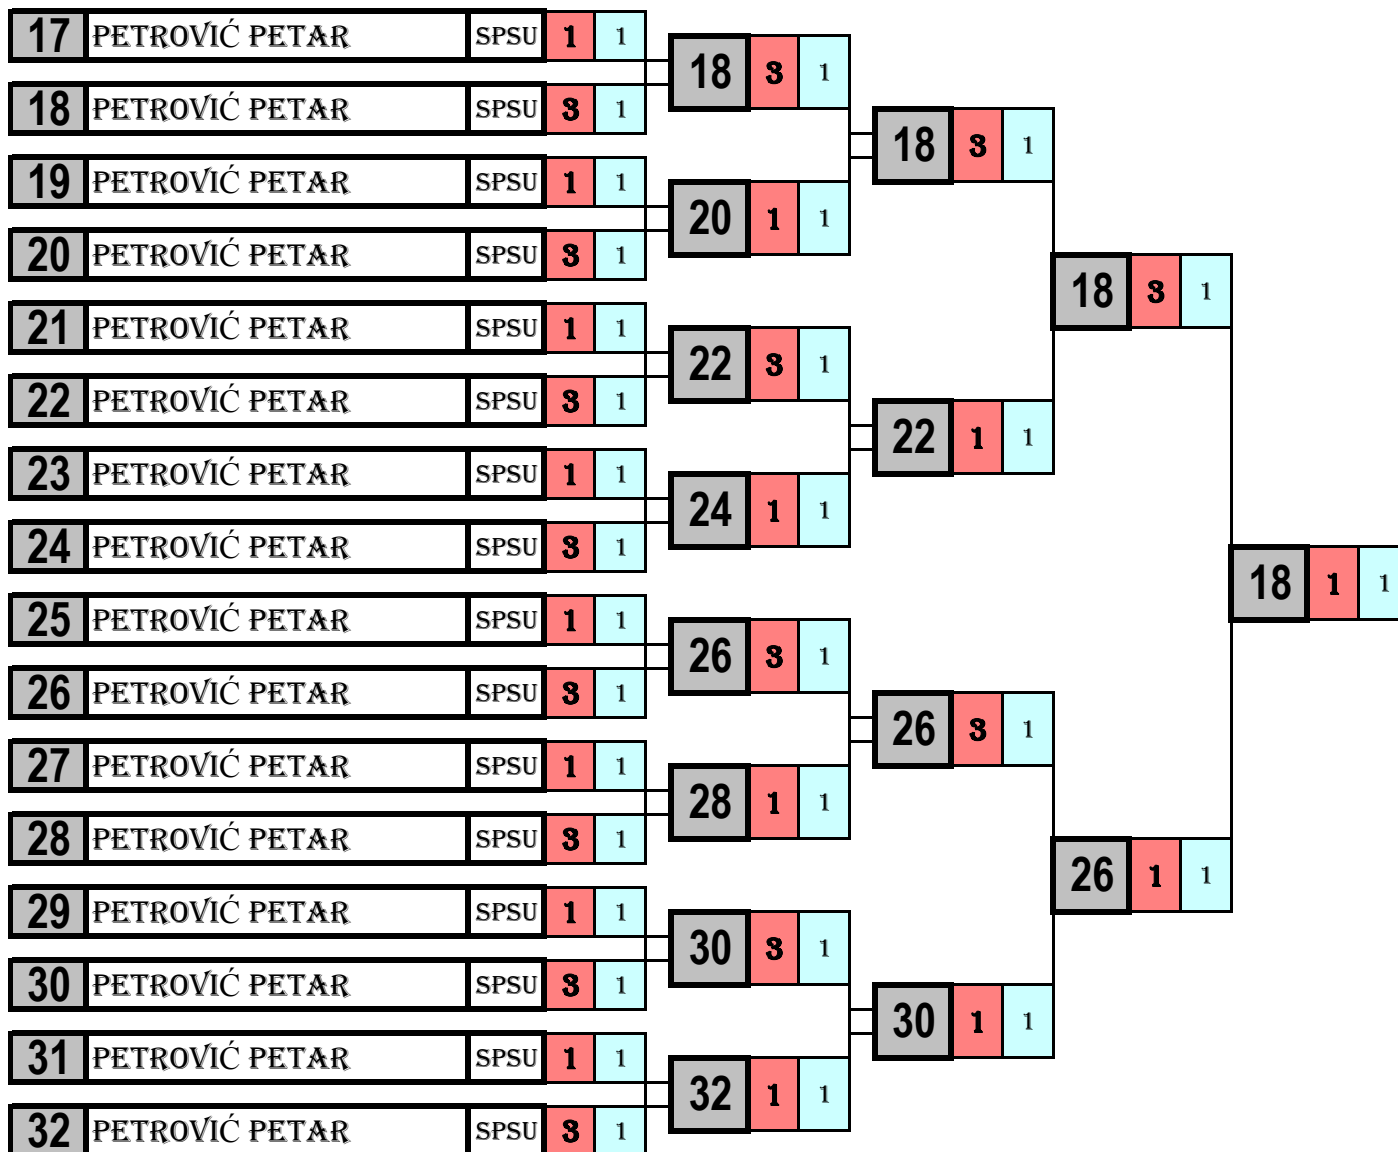 17 PETROVIĆ PETAR SPSU 1 1
18 3 1
18 PETROVIĆ PETAR SPSU 3 1
18 3 1
19 PETROVIĆ PETAR SPSU 1 1
20 1 1
20 PETROVIĆ PETAR SPSU 3 1
18 3 1
21 PETROVIĆ PETAR SPSU 1 1
22 3 1
22 PETROVIĆ PETAR SPSU 3 1
22 1 1
23 PETROVIĆ PETAR SPSU 1 1
24 1 1
24 PETROVIĆ PETAR SPSU 3 1
18 1 1
25 PETROVIĆ PETAR SPSU 1 1
26 3 1
26 PETROVIĆ PETAR SPSU 3 1
26 3 1
27 PETROVIĆ PETAR SPSU 1 1
28 1 1
28 PETROVIĆ PETAR SPSU 3 1
26 1 1
29 PETROVIĆ PETAR SPSU 1 1
30 3 1
30 PETROVIĆ PETAR SPSU 3 1
30 1 1
31 PETROVIĆ PETAR SPSU 1 1
32 1 1
32 PETROVIĆ PETAR SPSU 3 1